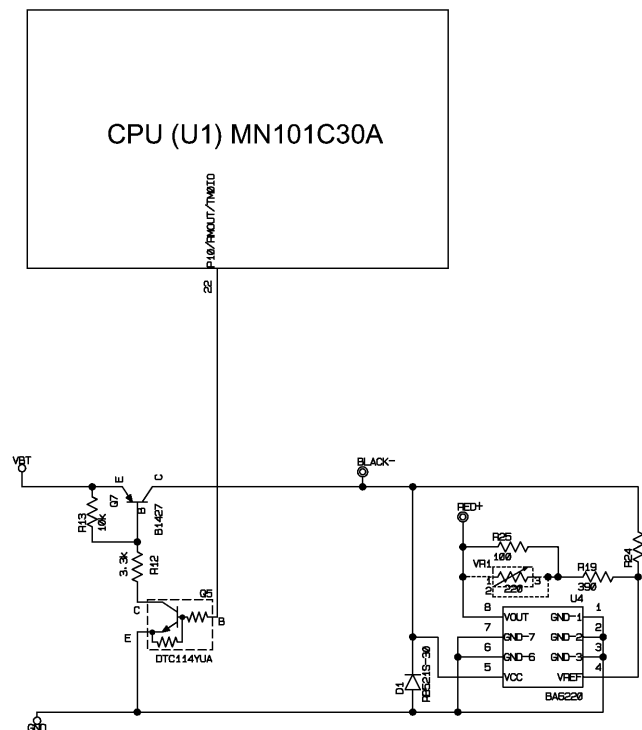 CPU (U1) MN101C30A
P10/RMOUT/TM0IO
22
VBT
E
C
B
Q7
B1427
R13
10K
3.3K
R12
C
E
Q5
B
DTC114YUA
GND
BLACK-
RED+
R25
100
VR1
1
3
2
220
R19
390
R24
U4
8
VOUT
GND-1
1
7
GND-7
GND-2
2
6
GND-6
GND-3
3
5
VCC
VREF
4
BA6220
D1
RB521S-30